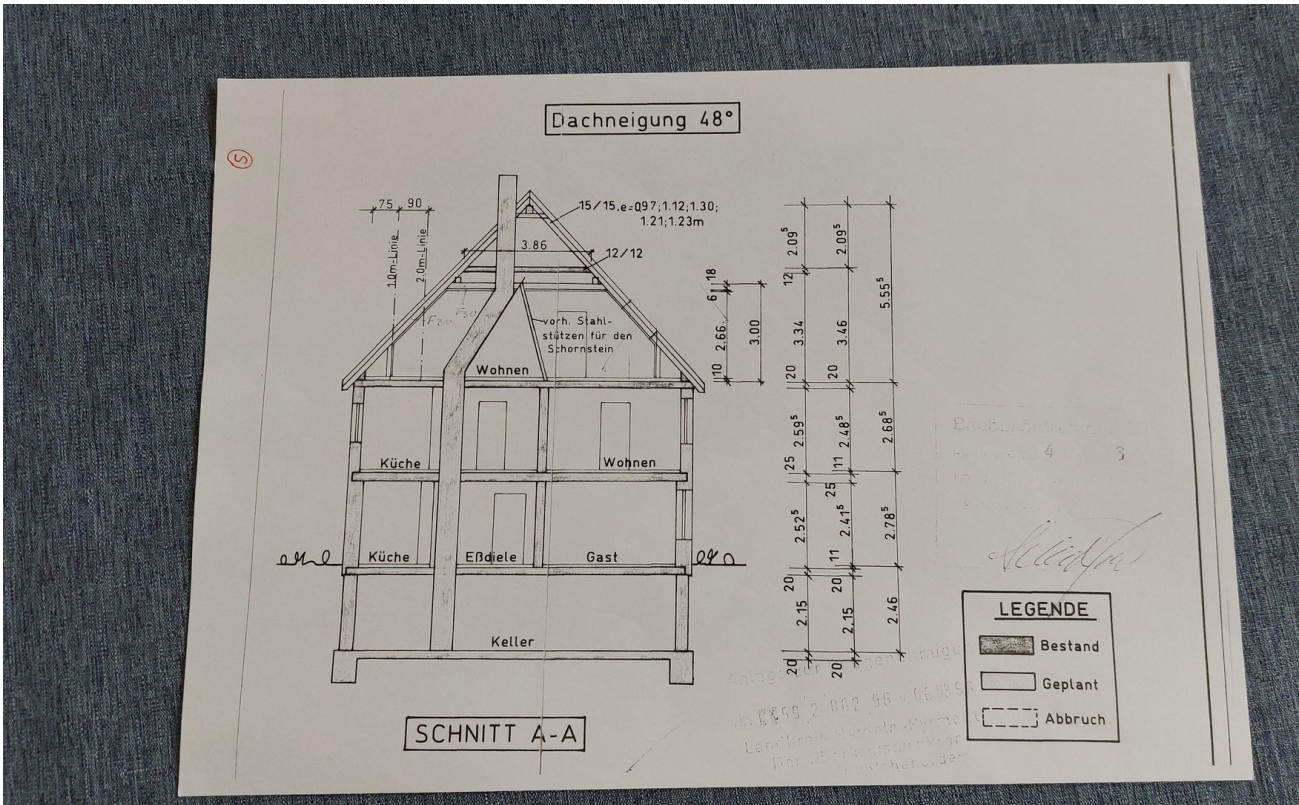 Dachneigung 48°
5
75 90
1.0m-Linie
2.0m-Linie
15/15.e=0.97;1.12;1.30;
1.21;1.23m
3.86
12/12
vorh. Stahl-
stützen für den
Schornstein
Wohnen
Küche
Wohnen
Küche Eßdiele Gast
Keller
18
6
2.66
10
3.00
2.09⁵
12
3.34
20
2.59⁵
25
2.52⁵
20
2.15
20
2.09⁵
3.46
20
2.48⁵
11
25
2.41⁵
11
20
2.15
20
5.55⁵
2.68⁵
2.78⁵
2.46
LEGENDE
Bestand
Geplant
Abbruch
SCHNITT A-A